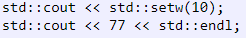 std::cout << std::setw(10);
std::cout << 77 << std::endl;